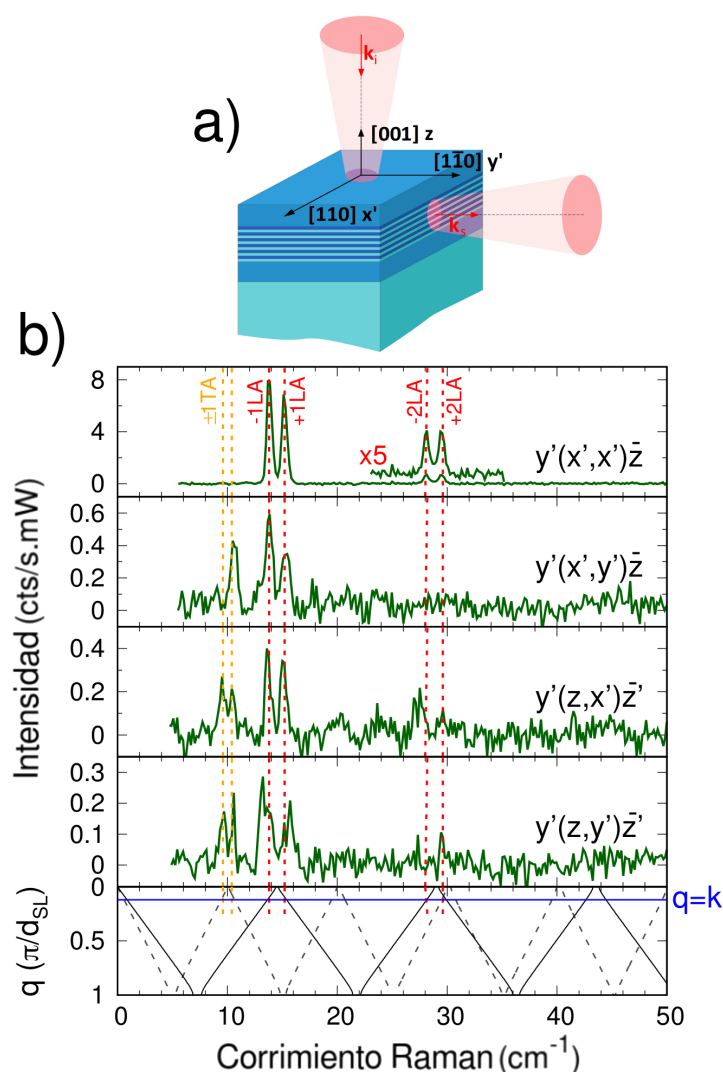 a)
k_i
[001] z
[11̅0] y'
[110] x'
k_s
b)
Intensidad (cts/s.mW)
8
4
0
±1TA
-1LA
+1LA
-2LA
+2LA
x5
y'(x',x')z̄
0.6
0.4
0.2
0
y'(x',y')z̄
0.4
0.2
0
y'(z,x')z̄'
0.3
0.2
0.1
0
y'(z,y')z̄'
q (π/d_SL)
0
0.5
1
q=k
0 10 20 30 40 50
Corrimiento Raman (cm⁻¹)